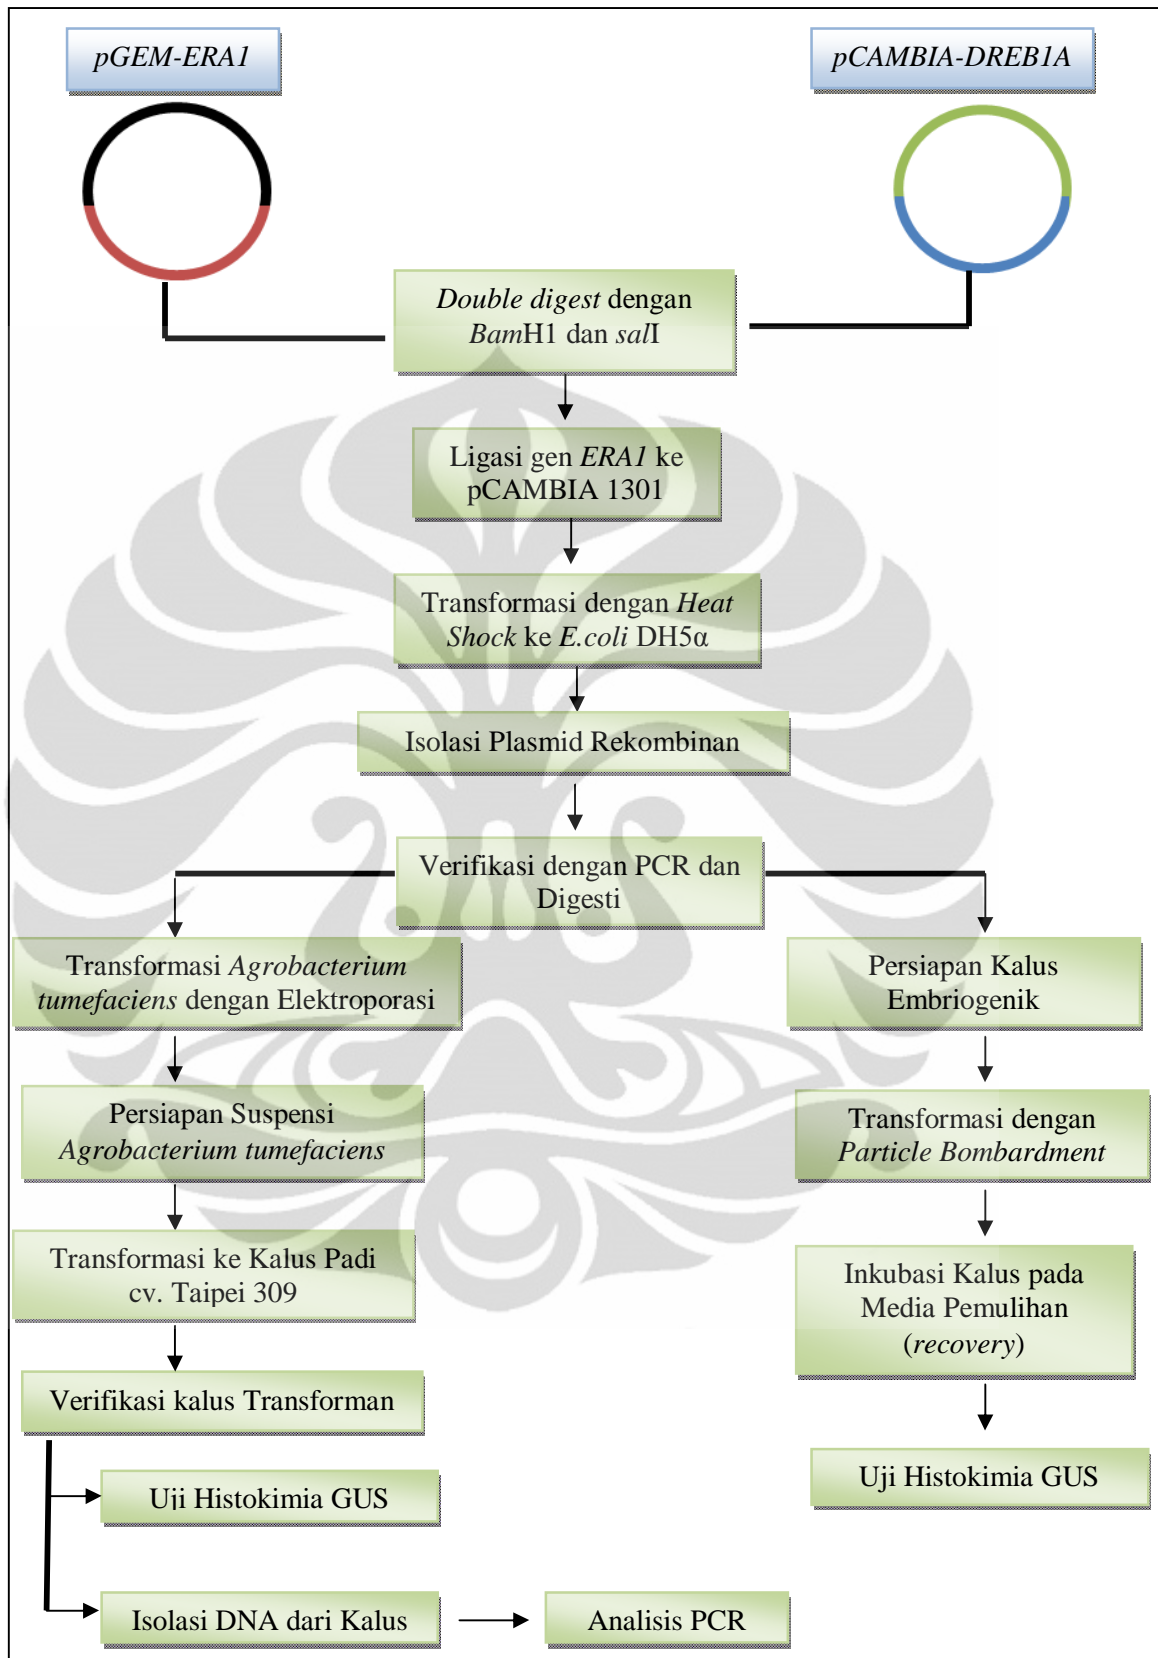 pGEM-ERA1
pCAMBIA-DREB1A
Double digest dengan
BamH1 dan salI
Ligasi gen ERA1 ke
pCAMBIA 1301
Transformasi dengan Heat
Shock ke E.coli DH5α
Isolasi Plasmid Rekombinan
Verifikasi dengan PCR dan
Digesti
Transformasi Agrobacterium
tumefaciens dengan Elektroporasi
Persiapan Suspensi
Agrobacterium tumefaciens
Transformasi ke Kalus Padi
cv. Taipei 309
Verifikasi kalus Transforman
Uji Histokimia GUS
Isolasi DNA dari Kalus
Analisis PCR
Persiapan Kalus
Embriogenik
Transformasi dengan
Particle Bombardment
Inkubasi Kalus pada
Media Pemulihan
(recovery)
Uji Histokimia GUS